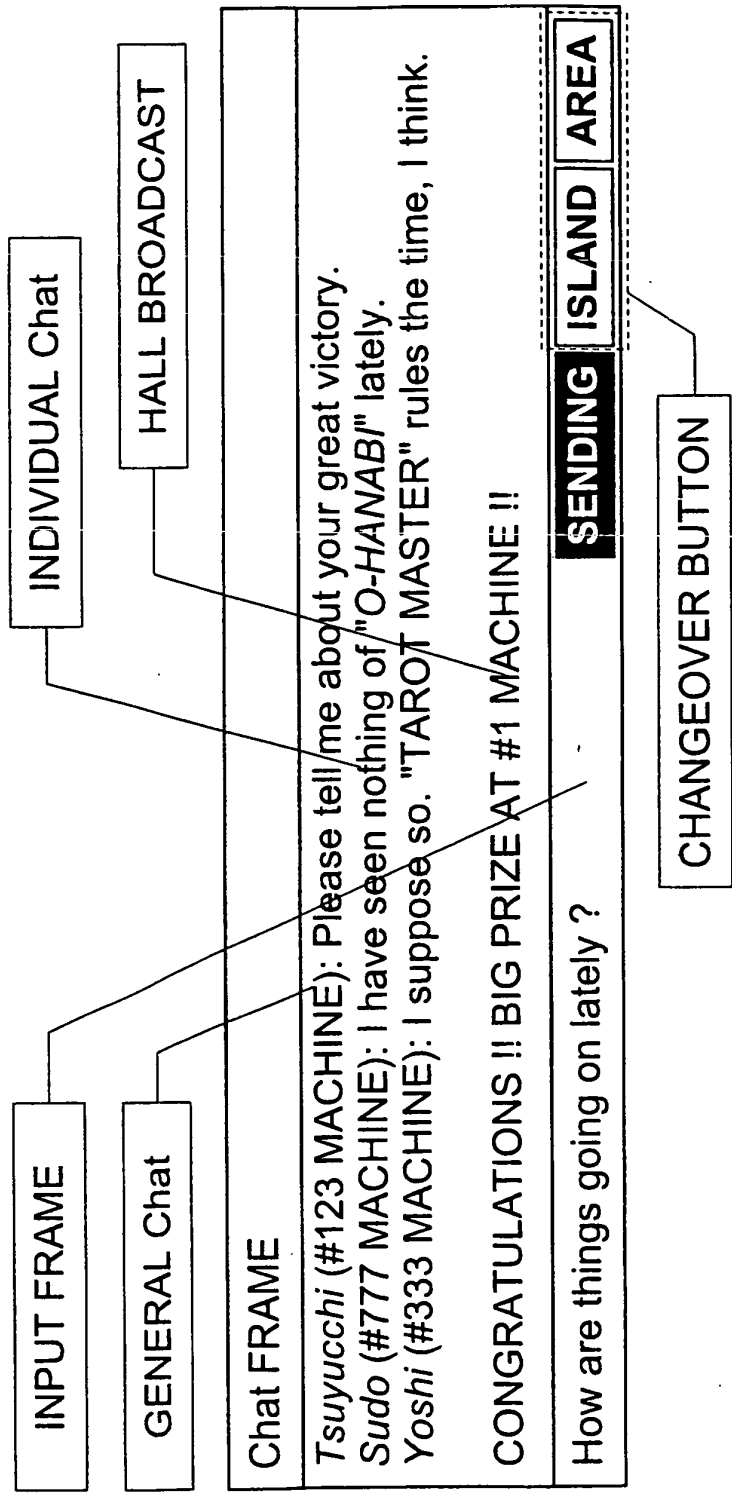 INPUT FRAME
GENERAL Chat
INDIVIDUAL Chat
HALL BROADCAST
Chat FRAME
Tsuyucchi (#123 MACHINE): Please tell me about your great victory.
Sudo (#777 MACHINE): I have seen nothing of "O-HANABI" lately.
Yoshi (#333 MACHINE): I suppose so. "TAROT MASTER" rules the time, I think.
CONGRATULATIONS !! BIG PRIZE AT #1 MACHINE !!
How are things going on lately ? SENDING ISLAND AREA
CHANGEOVER BUTTON